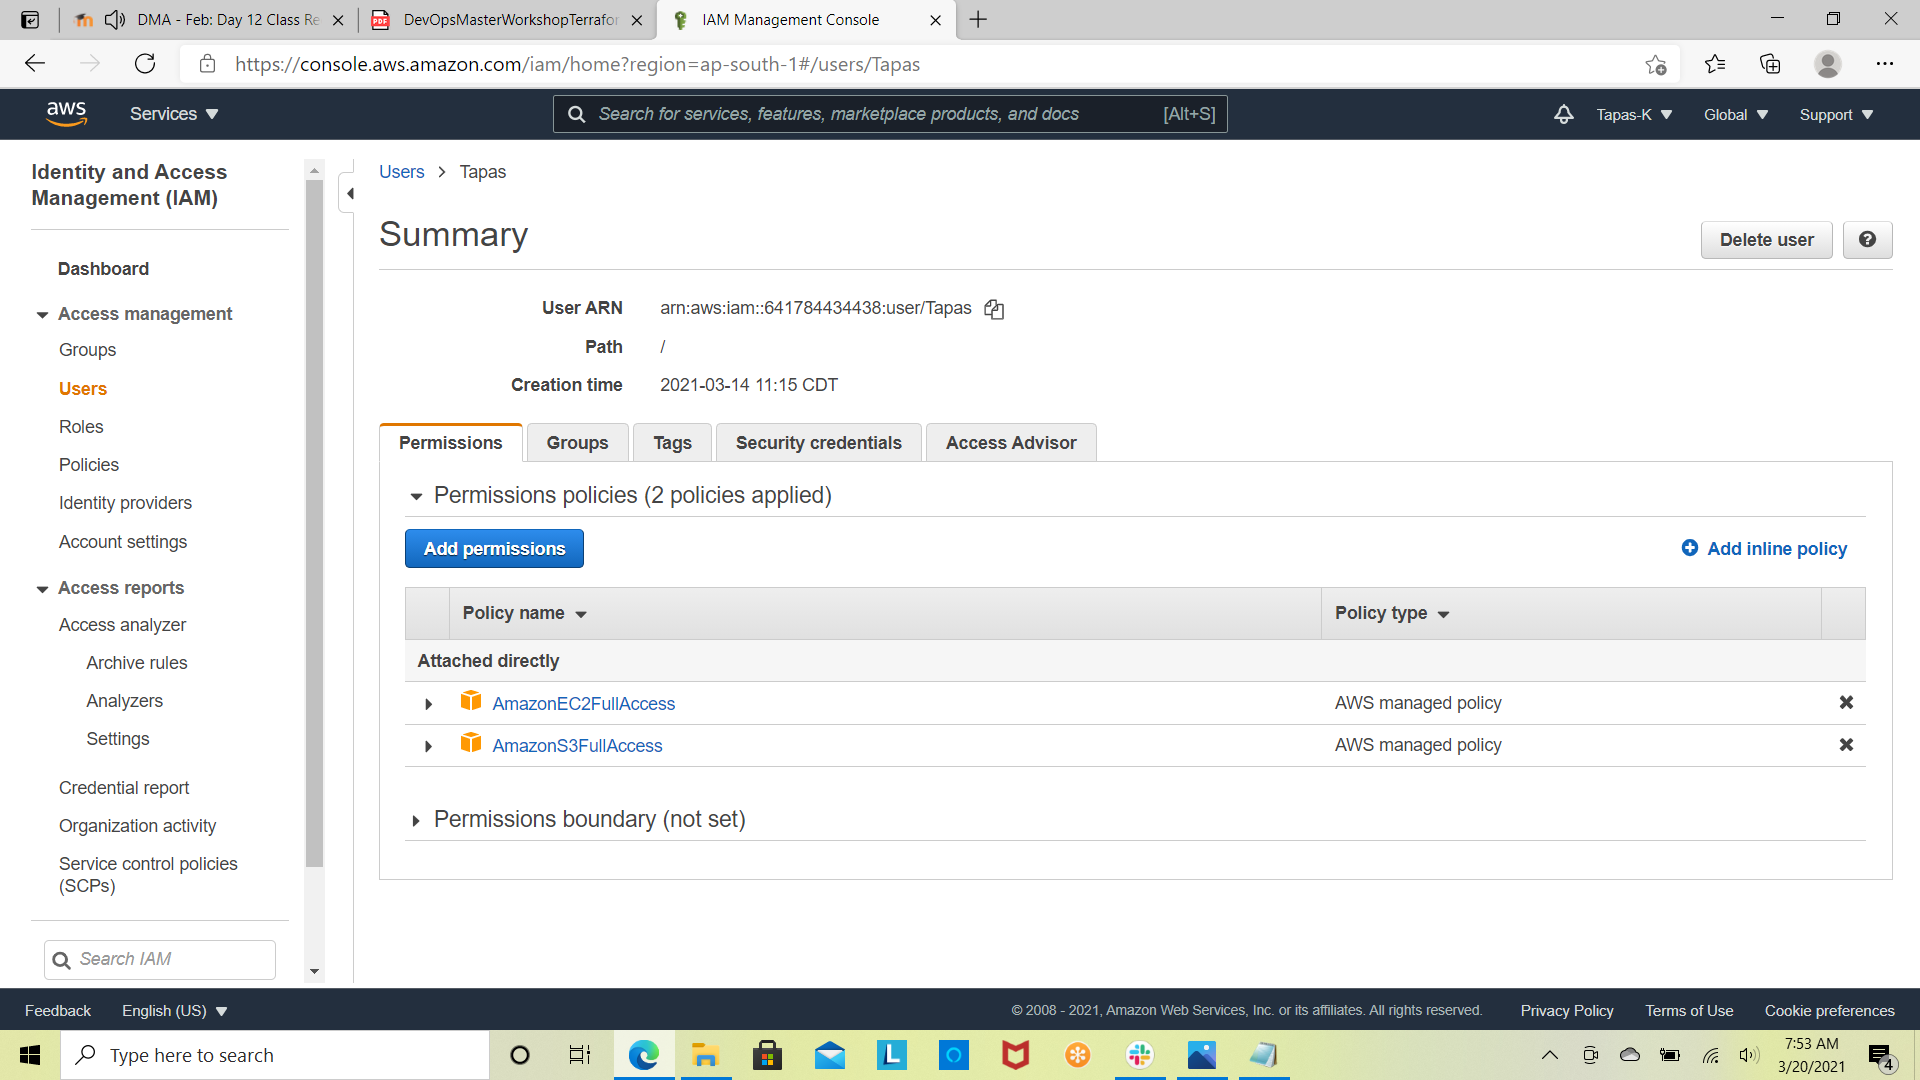 DMA - Feb: Day 12 Class Re
DevOpsMasterWorkshopTerrafor
IAM Management Console
https://console.aws.amazon.com/iam/home?region=ap-south-1#/users/Tapas
aws
Services
Search for services, features, marketplace products, and docs
[Alt+S]
Tapas-K
Global
Support
Identity and Access
Management (IAM)
Dashboard
Access management
Groups
Users
Roles
Policies
Identity providers
Account settings
Access reports
Access analyzer
Archive rules
Analyzers
Settings
Credential report
Organization activity
Service control policies
(SCPs)
Search IAM
Users > Tapas
Summary
Delete user
User ARN arn:aws:iam::641784434438:user/Tapas
Path /
Creation time 2021-03-14 11:15 CDT
Permissions
Groups
Tags
Security credentials
Access Advisor
Permissions policies (2 policies applied)
Add permissions
Add inline policy
Policy name
Policy type
Attached directly
AmazonEC2FullAccess AWS managed policy
AmazonS3FullAccess AWS managed policy
Permissions boundary (not set)
Feedback
English (US)
© 2008 - 2021, Amazon Web Services, Inc. or its affiliates. All rights reserved.
Privacy Policy
Terms of Use
Cookie preferences
Type here to search
L
7:53 AM
3/20/2021
4